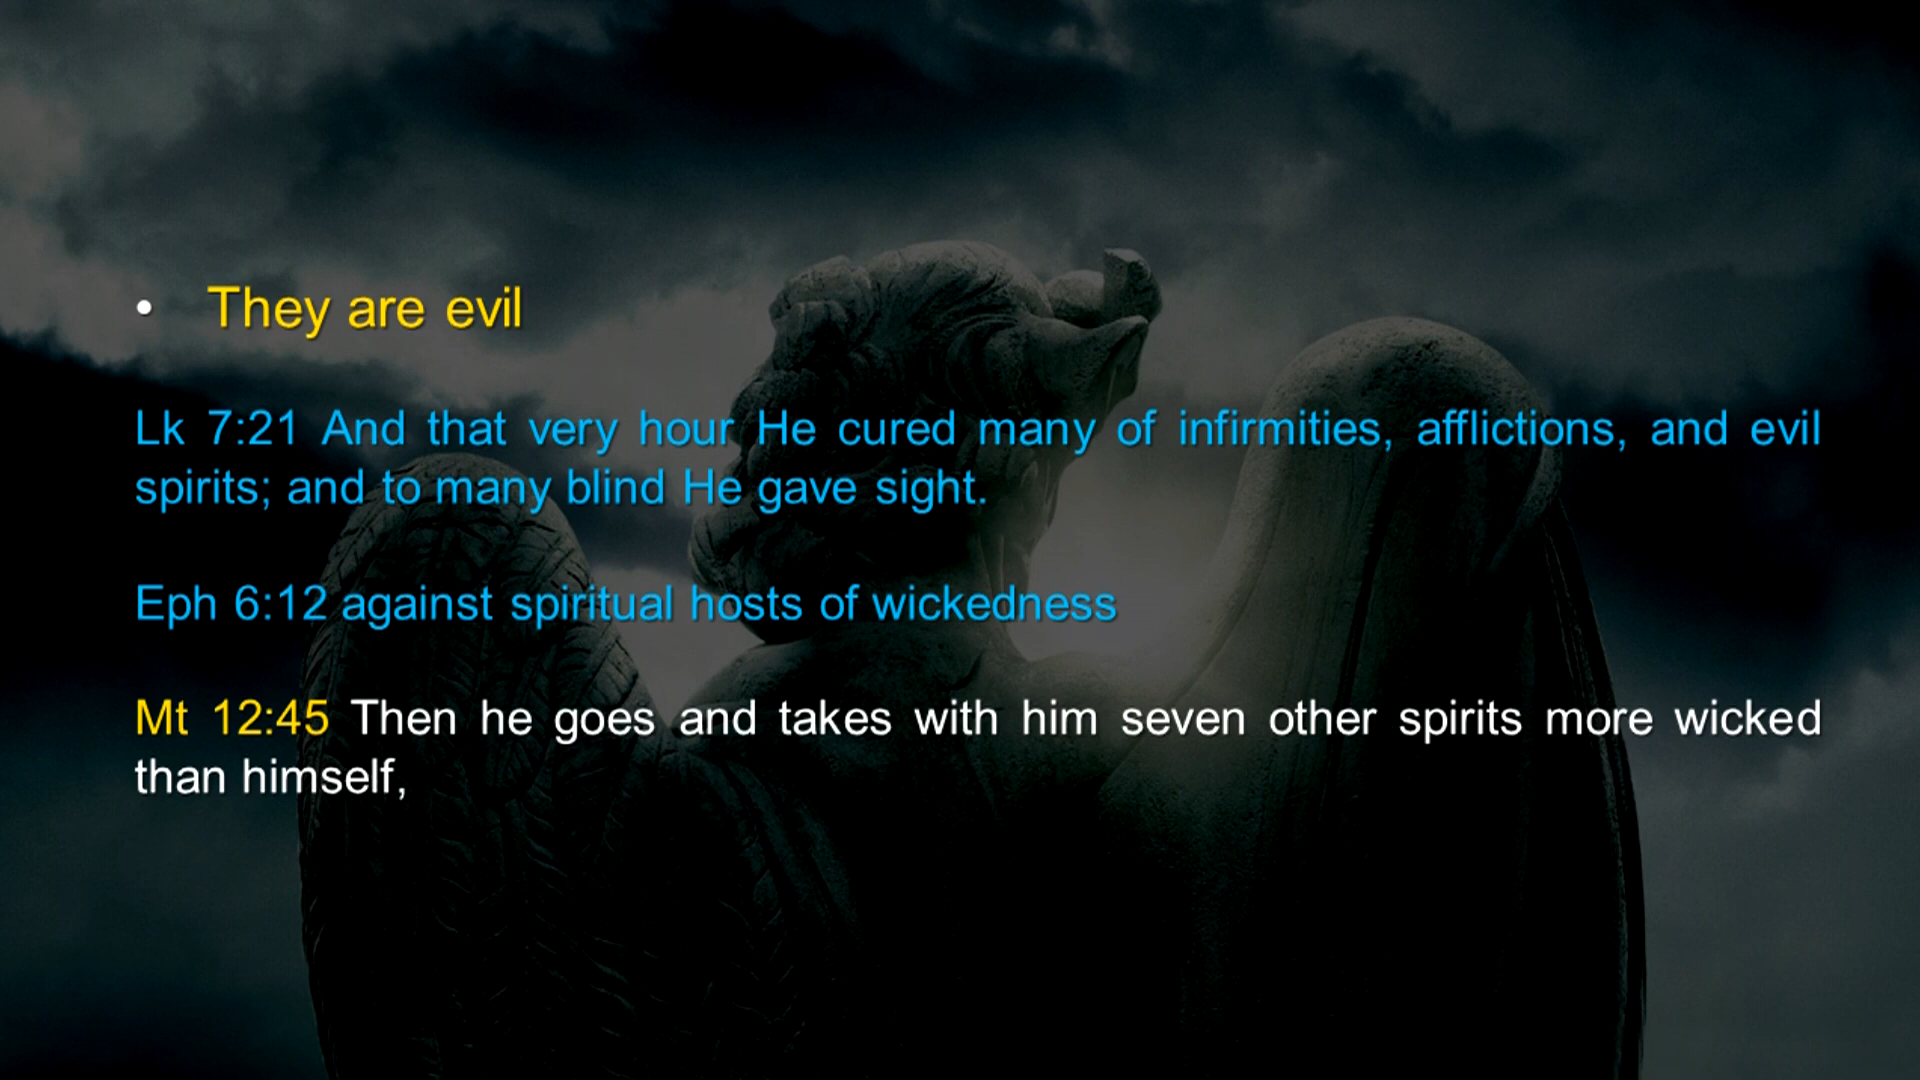 • They are evil
Lk 7:21 And that very hour He cured many of infirmities, afflictions, and evil
spirits; and to many blind He gave sight.
Eph 6:12 against spiritual hosts of wickedness
Mt 12:45 Then he goes and takes with him seven other spirits more wicked
than himself,